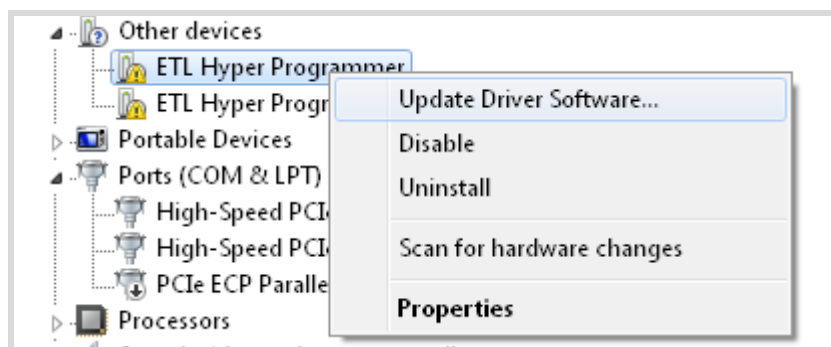 Other devices
ETL Hyper Programmer
ETL Hyper Progr
Update Driver Software...
Portable Devices
Disable
Ports (COM & LPT)
Uninstall
High-Speed PCIe
High-Speed PCI
Scan for hardware changes
PCIe ECP Paralle
Properties
Processors